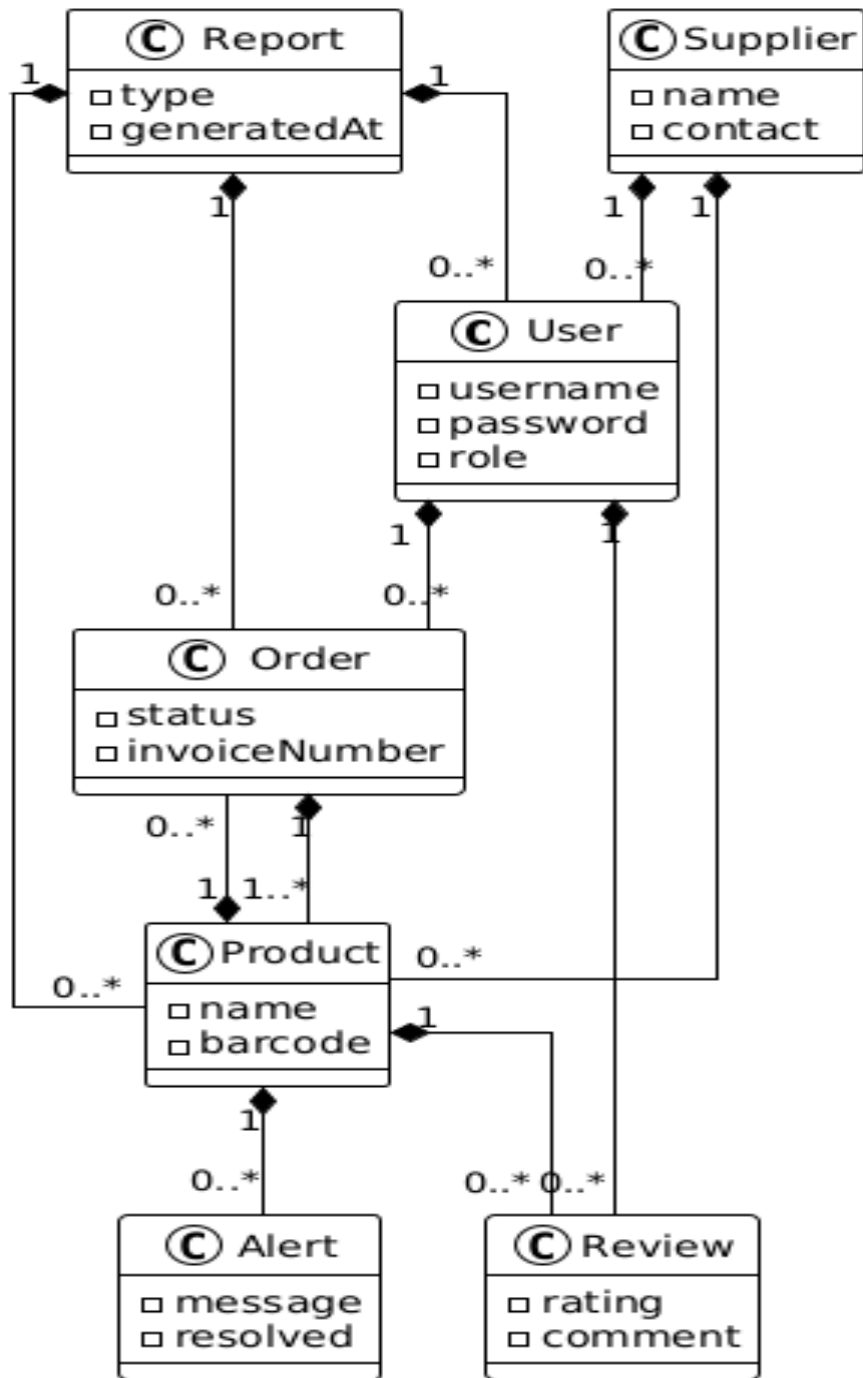 C Report
type
generatedAt
C Supplier
name
contact
1
1
1
1
1
0..*
0..*
C User
username
password
role
1
1
0..*
0..*
C Order
status
invoiceNumber
0..*
1
1
1..*
C Product
name
barcode
0..*
0..*
1
1
0..*
0..*
0..*
C Alert
message
resolved
C Review
rating
comment